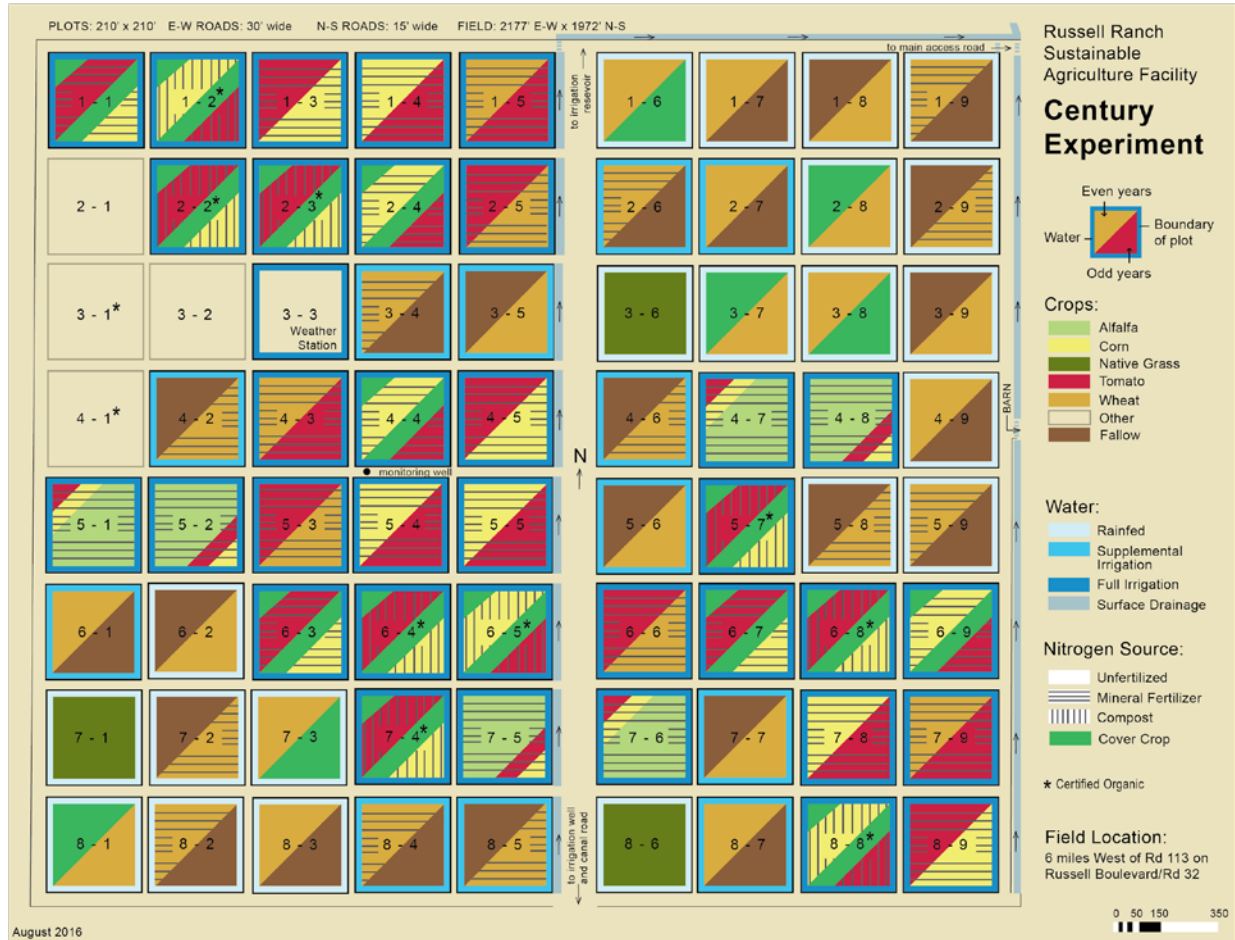 PLOTS: 210' x 210' E-W ROADS: 30' wide N-S ROADS: 15' wide FIELD: 2177' E-W x 1972' N-S
to main access road
to irrigation
resevoir
1 - 1
1 - 2*
1 - 3
1 - 4
1 - 5
1 - 6
1 - 7
1 - 8
1 - 9
2 - 1
2 - 2*
2 - 3*
2 - 4
2 - 5
2 - 6
2 - 7
2 - 8
2 - 9
3 - 1*
3 - 2
3 - 3
Weather
Station
3 - 4
3 - 5
3 - 6
3 - 7
3 - 8
3 - 9
4 - 1*
4 - 2
4 - 3
4 - 4
4 - 5
4 - 6
4 - 7
4 - 8
4 - 9
BARN
monitoring well
N
5 - 1
5 - 2
5 - 3
5 - 4
5 - 5
5 - 6
5 - 7*
5 - 8
5 - 9
6 - 1
6 - 2
6 - 3
6 - 4*
6 - 5*
6 - 6
6 - 7
6 - 8*
6 - 9
7 - 1
7 - 2
7 - 3
7 - 4*
7 - 5
7 - 6
7 - 7
7 - 8
7 - 9
8 - 1
8 - 2
8 - 3
8 - 4
8 - 5
8 - 6
8 - 7
8 - 8*
8 - 9
to irrigation well
and canal road
August 2016
Russell Ranch
Sustainable
Agriculture Facility
Century
Experiment
Even years
Water
Boundary
of plot
Odd years
Crops:
Alfalfa
Corn
Native Grass
Tomato
Wheat
Other
Fallow
Water:
Rainfed
Supplemental
Irrigation
Full Irrigation
Surface Drainage
Nitrogen Source:
Unfertilized
Mineral Fertilizer
Compost
Cover Crop
* Certified Organic
Field Location:
6 miles West of Rd 113 on
Russell Boulevard/Rd 32
0 50 150 350